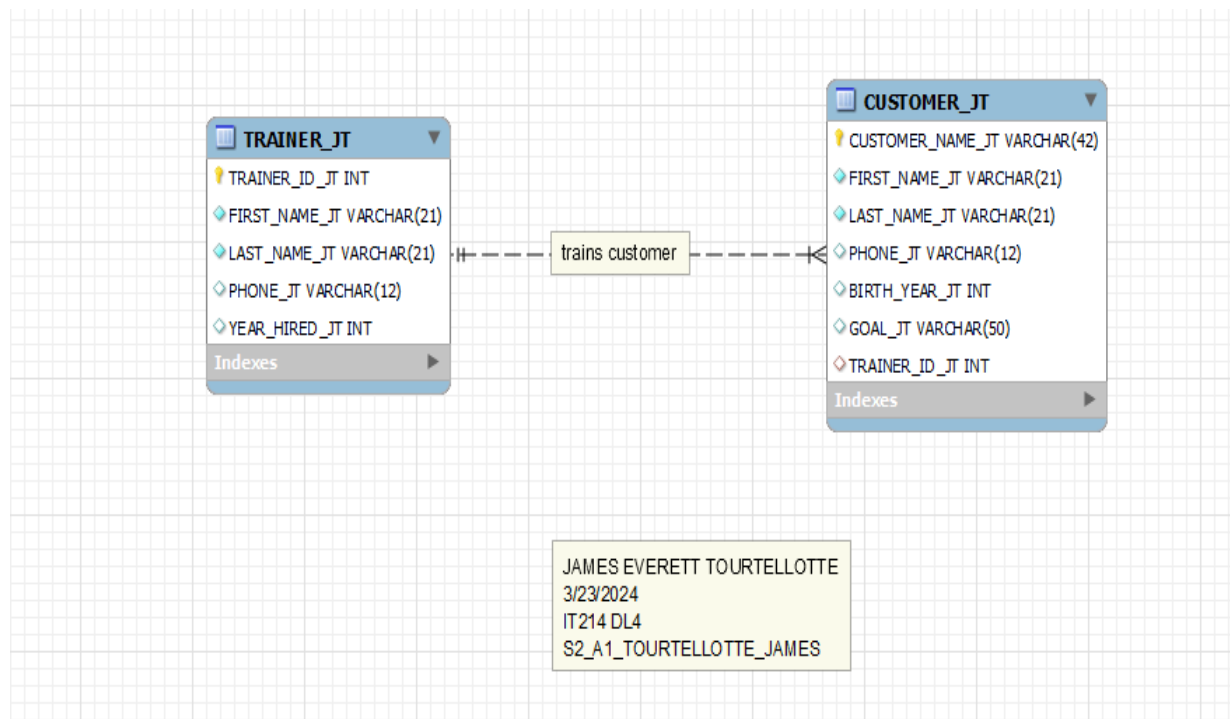 TRAINER_JT
TRAINER_ID_JT INT
FIRST_NAME_JT VARCHAR(21)
LAST_NAME_JT VARCHAR(21)
PHONE_JT VARCHAR(12)
YEAR_HIRED_JT INT
Indexes
trains customer
CUSTOMER_JT
CUSTOMER_NAME_JT VARCHAR(42)
FIRST_NAME_JT VARCHAR(21)
LAST_NAME_JT VARCHAR(21)
PHONE_JT VARCHAR(12)
BIRTH_YEAR_JT INT
GOAL_JT VARCHAR(50)
TRAINER_ID_JT INT
Indexes
JAMES EVERETT TOURTELLOTTE
3/23/2024
IT214 DL4
S2_A1_TOURTELLOTTE_JAMES